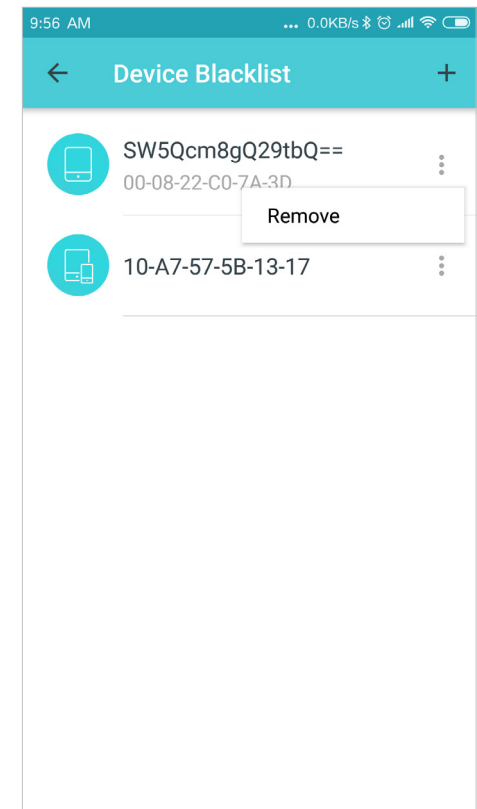 9:56 AM ... 0.0KB/s
Device Blacklist
SW5Qcm8gQ29tbQ==
00-08-22-C0-7A-3D
Remove
10-A7-57-5B-13-17